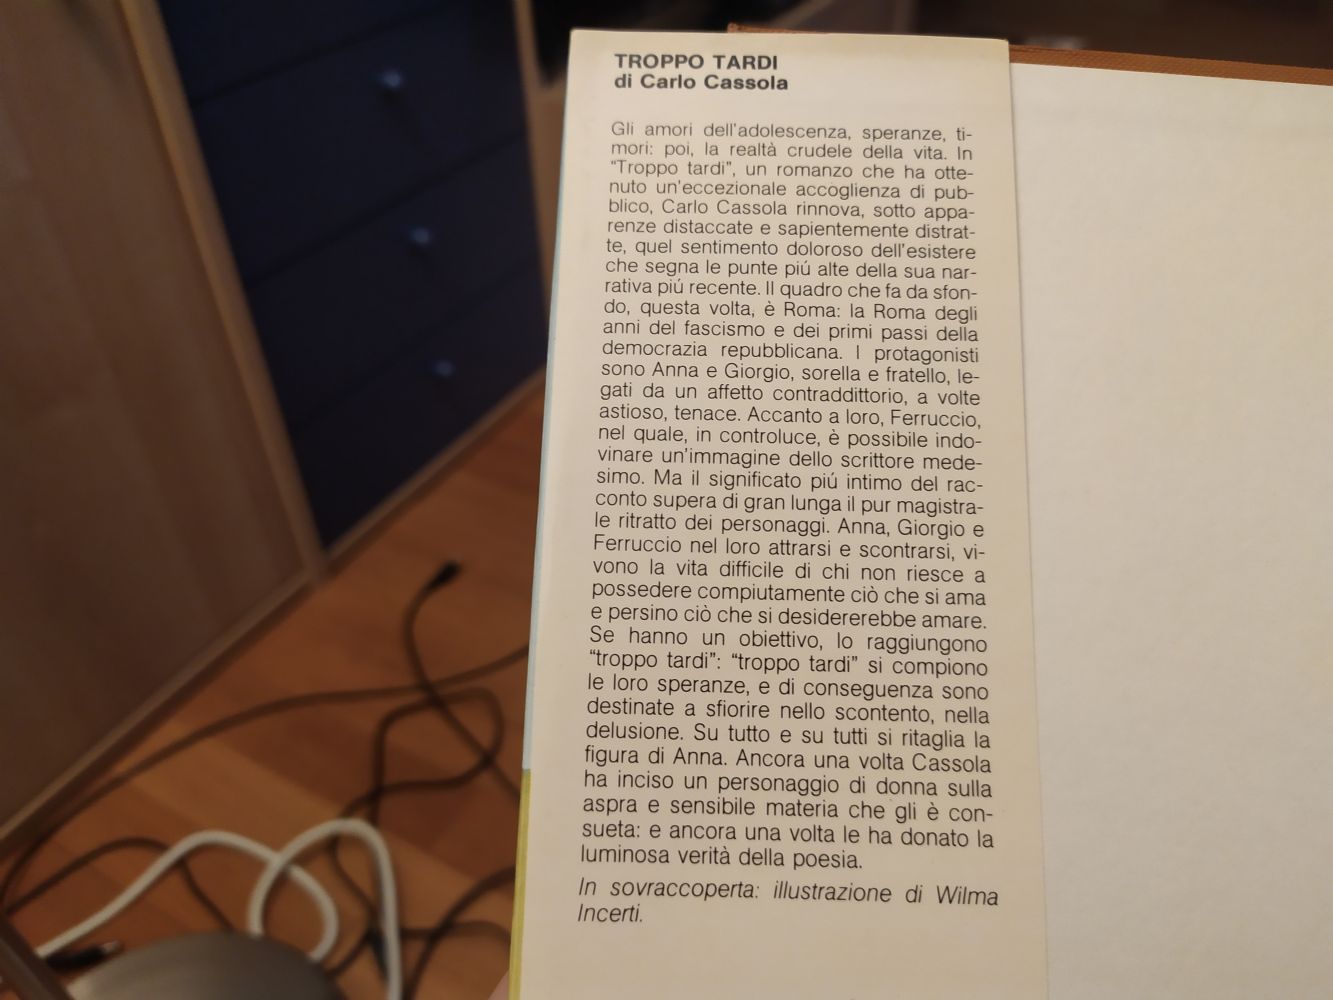 TROPPO TARDI
di Carlo Cassola
Gli amori dell'adolescenza, speranze, ti-
mori: poi, la realtà crudele della vita. In
"Troppo tardi", un romanzo che ha otte-
nuto un'eccezionale accoglienza di pub-
blico, Carlo Cassola rinnova, sotto appa-
renze distaccate e sapientemente distrat-
te, quel sentimento doloroso dell'esistere
che segna le punte piú alte della sua nar-
rativa piú recente. Il quadro che fa da sfon-
do, questa volta, è Roma: la Roma degli
anni del fascismo e dei primi passi della
democrazia repubblicana. I protagonisti
sono Anna e Giorgio, sorella e fratello, le-
gati da un affetto contraddittorio, a volte
astioso, tenace. Accanto a loro, Ferruccio,
nel quale, in controluce, è possibile indo-
vinare un'immagine dello scrittore mede-
simo. Ma il significato piú intimo del rac-
conto supera di gran lunga il pur magistra-
le ritratto dei personaggi. Anna, Giorgio e
Ferruccio nel loro attrarsi e scontrarsi, vi-
vono la vita difficile di chi non riesce a
possedere compiutamente ciò che si ama
e persino ciò che si desidererebbe amare.
Se hanno un obiettivo, lo raggiungono
“troppo tardi”: “troppo tardi” si compiono
le loro speranze, e di conseguenza sono
destinate a sfiorire nello scontento, nella
delusione. Su tutto e su tutti si ritaglia la
figura di Anna. Ancora una volta Cassola
ha inciso un personaggio di donna sulla
aspra e sensibile materia che gli è con-
sueta: e ancora una volta le ha donato la
luminosa verità della poesia.
In sovraccoperta: illustrazione di Wilma
Incerti.